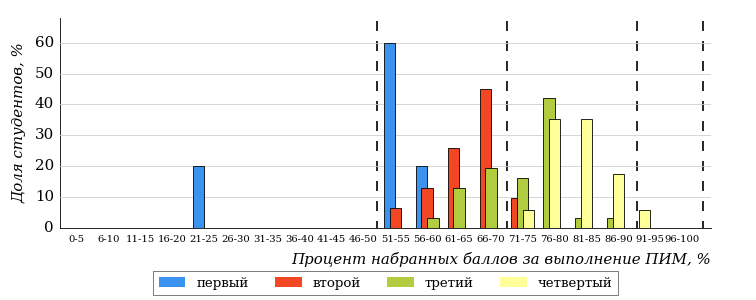 Доля студентов, %
60
50
40
30
20
10
0
0-5 6-10 11-15 16-20 21-25 26-30 31-35 36-40 41-45 46-50 51-55 56-60 61-65 66-70 71-75 76-80 81-85 86-90 91-95 96-100
Процент набранных баллов за выполнение ПИМ, %
первый второй третий четвертый